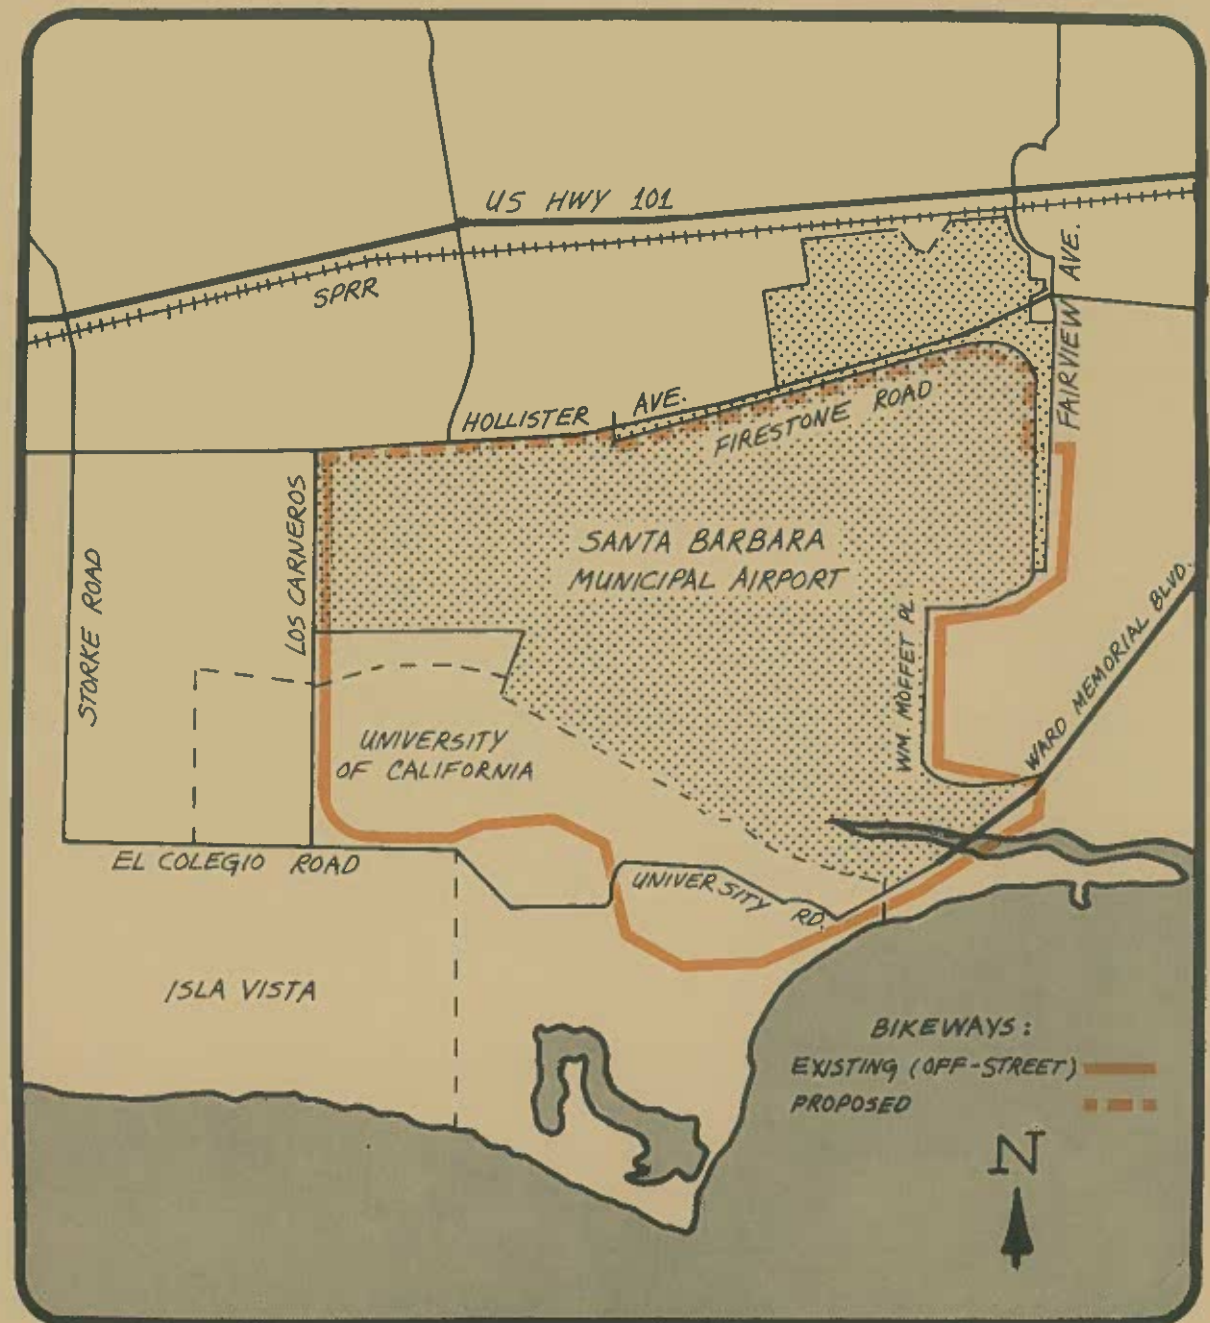 US HWY 101
SPRR
FAIRVIEW AVE.
HOLLISTER AVE.
FIRESTONE ROAD
LOS CARNEROS
STORKE ROAD
SANTA BARBARA
MUNICIPAL AIRPORT
WM MOFFET PL.
WARD MEMORIAL BLVD.
UNIVERSITY
OF CALIFORNIA
EL COLEGIO ROAD
UNIVERSITY RD.
ISLA VISTA
BIKEWAYS:
EXISTING (OFF-STREET)
PROPOSED
N